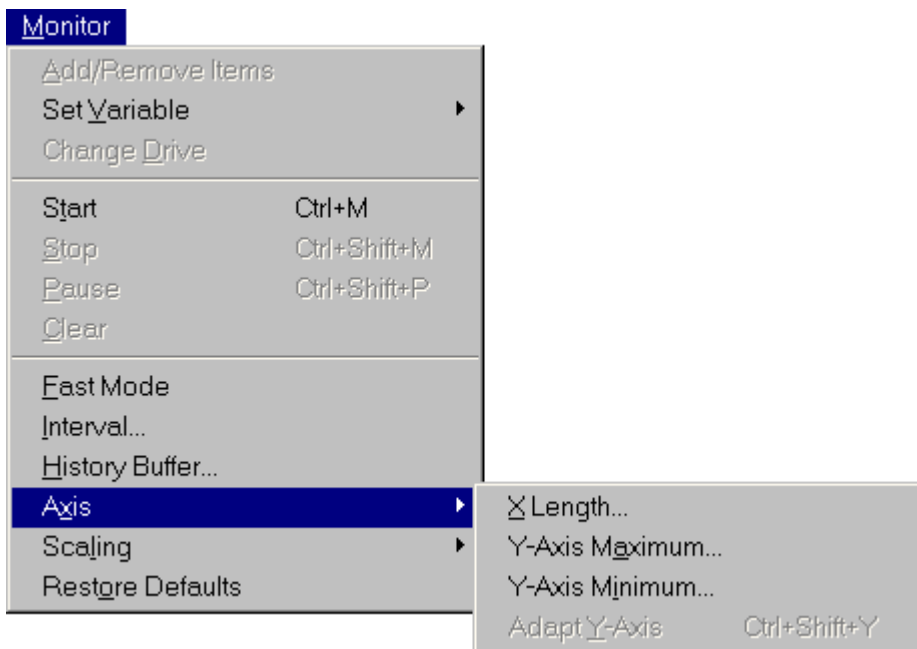 Monitor
Add/Remove Items
Set Variable
Change Drive
Start Ctrl+M
Stop Ctrl+Shift+M
Pause Ctrl+Shift+P
Clear
Fast Mode
Interval...
History Buffer...
Axis
Scaling
Restore Defaults
X Length...
Y-Axis Maximum...
Y-Axis Minimum...
Adapt Y-Axis Ctrl+Shift+Y